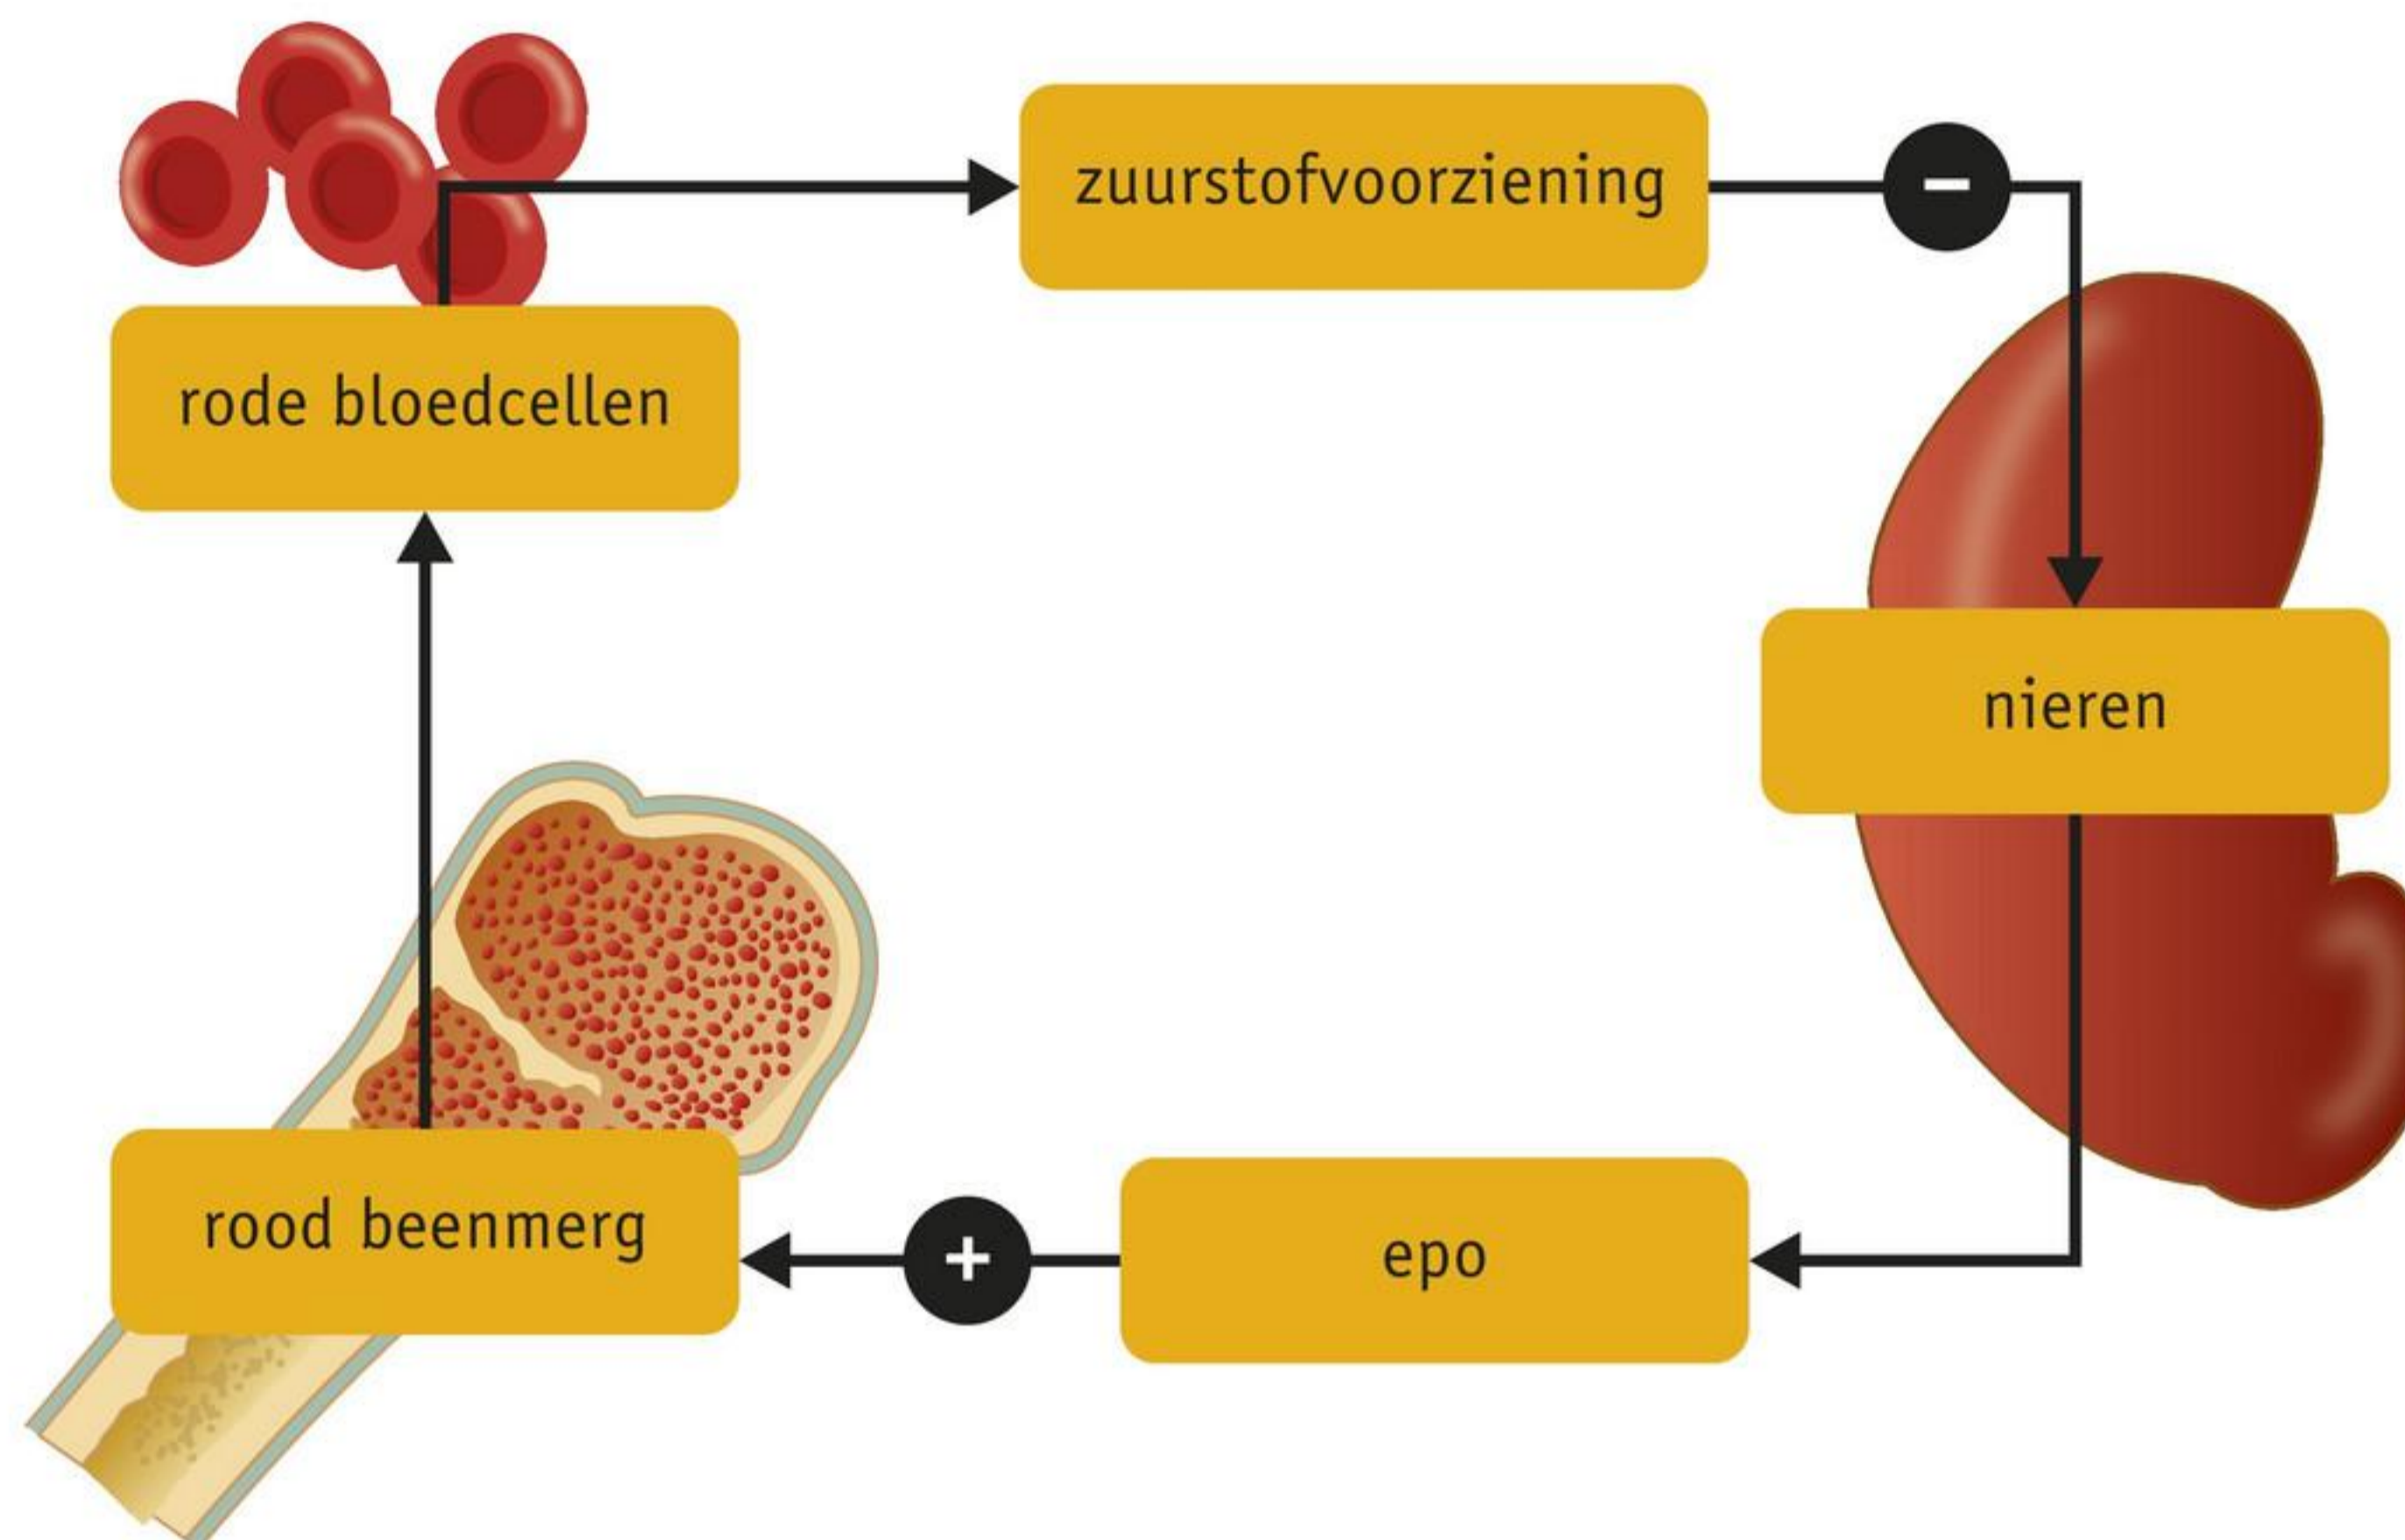 zuurstofvoorziening
−
rode bloedcellen
nieren
rood beenmerg
+
epo